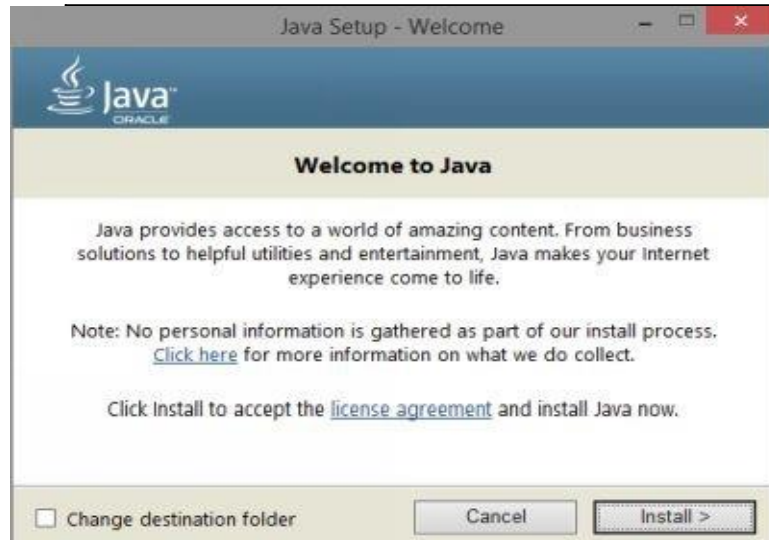 Java Setup - Welcome
Java™
ORACLE
Welcome to Java
Java provides access to a world of amazing content. From business
solutions to helpful utilities and entertainment, Java makes your Internet
experience come to life.
Note: No personal information is gathered as part of our install process.
Click here for more information on what we do collect.
Click Install to accept the license agreement and install Java now.
Change destination folder
Cancel
Install >